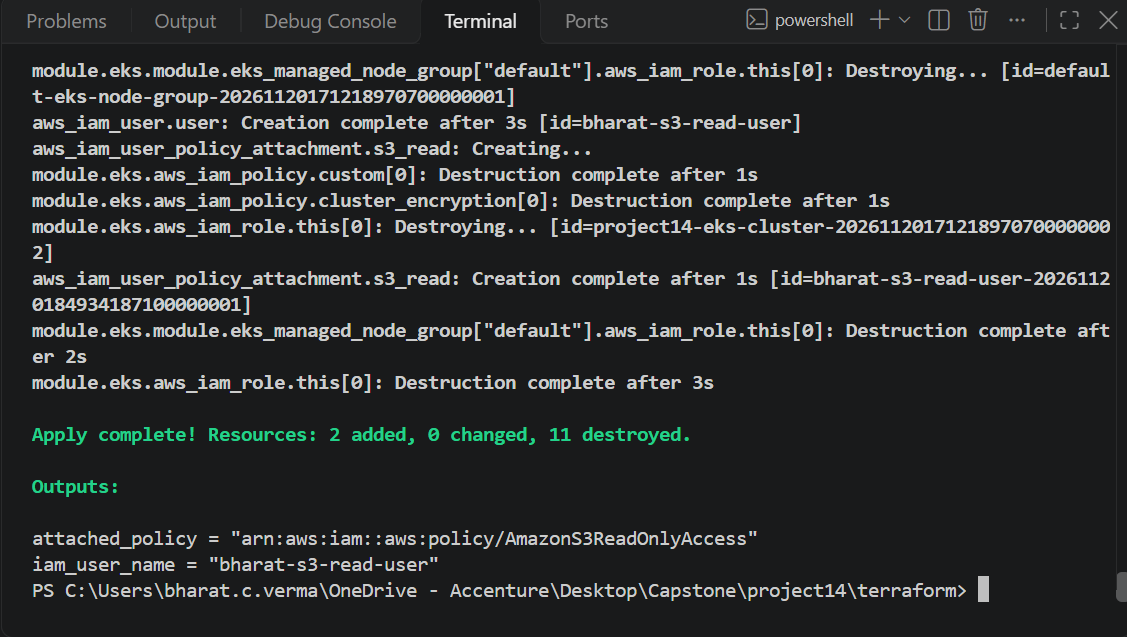 Problems Output Debug Console Terminal Ports powershell
module.eks.module.eks_managed_node_group["default"].aws_iam_role.this[0]: Destroying... [id=defaul
t-eks-node-group-20261120171218970700000001]
aws_iam_user.user: Creation complete after 3s [id=bharat-s3-read-user]
aws_iam_user_policy_attachment.s3_read: Creating...
module.eks.aws_iam_policy.custom[0]: Destruction complete after 1s
module.eks.aws_iam_policy.cluster_encryption[0]: Destruction complete after 1s
module.eks.aws_iam_role.this[0]: Destroying... [id=project14-eks-cluster-2026112017121897070000000
2]
aws_iam_user_policy_attachment.s3_read: Creation complete after 1s [id=bharat-s3-read-user-2026112
0184934187100000001]
module.eks.module.eks_managed_node_group["default"].aws_iam_role.this[0]: Destruction complete aft
er 2s
module.eks.aws_iam_role.this[0]: Destruction complete after 3s
Apply complete! Resources: 2 added, 0 changed, 11 destroyed.
Outputs:
attached_policy = "arn:aws:iam::aws:policy/AmazonS3ReadOnlyAccess"
iam_user_name = "bharat-s3-read-user"
PS C:\Users\bharat.c.verma\OneDrive - Accenture\Desktop\Capstone\project14\terraform>